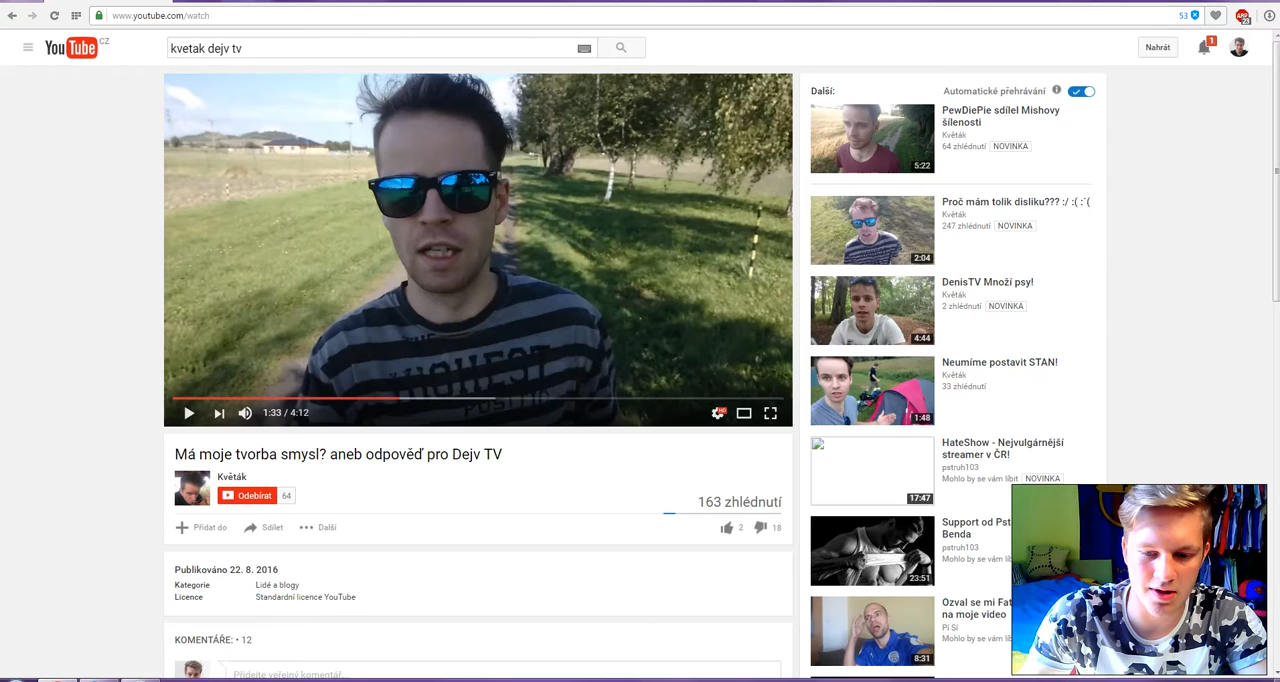 www.youtube.com/watch
53
ABP
23
YouTube CZ
kvetak dejv tv
Nahrát
1
1:33 / 4:12
HD
Má moje tvorba smysl? aneb odpověď pro Dejv TV
Květák
Odebírat 64
163 zhlédnutí
Přidat do
Sdílet
Další
2
18
Publikováno 22. 8. 2016
Kategorie Lidé a blogy
Licence Standardní licence YouTube
KOMENTÁŘE: • 12
Přidejte veřejný komentář...
Další:
Automatické přehrávání
5:22
PewDiePie sdílel Mishovy
šílenosti
Květák
64 zhlédnutí NOVINKA
2:04
Proč mám tolik disliku??? :/ :( :´(
Květák
247 zhlédnutí NOVINKA
4:44
DenisTV Množí psy!
Květák
2 zhlédnutí NOVINKA
1:48
Neumíme postavit STAN!
Květák
33 zhlédnutí
17:47
HateShow - Nejvulgárnější
streamer v ČR!
pstruh103
Mohlo by se vám líbit NOVINKA
23:51
Support od Pst
Benda
pstruh103
Mohlo by se vám líb
8:31
Ozval se mi Fat
na moje video
Pí Sí
Mohlo by se vám líb